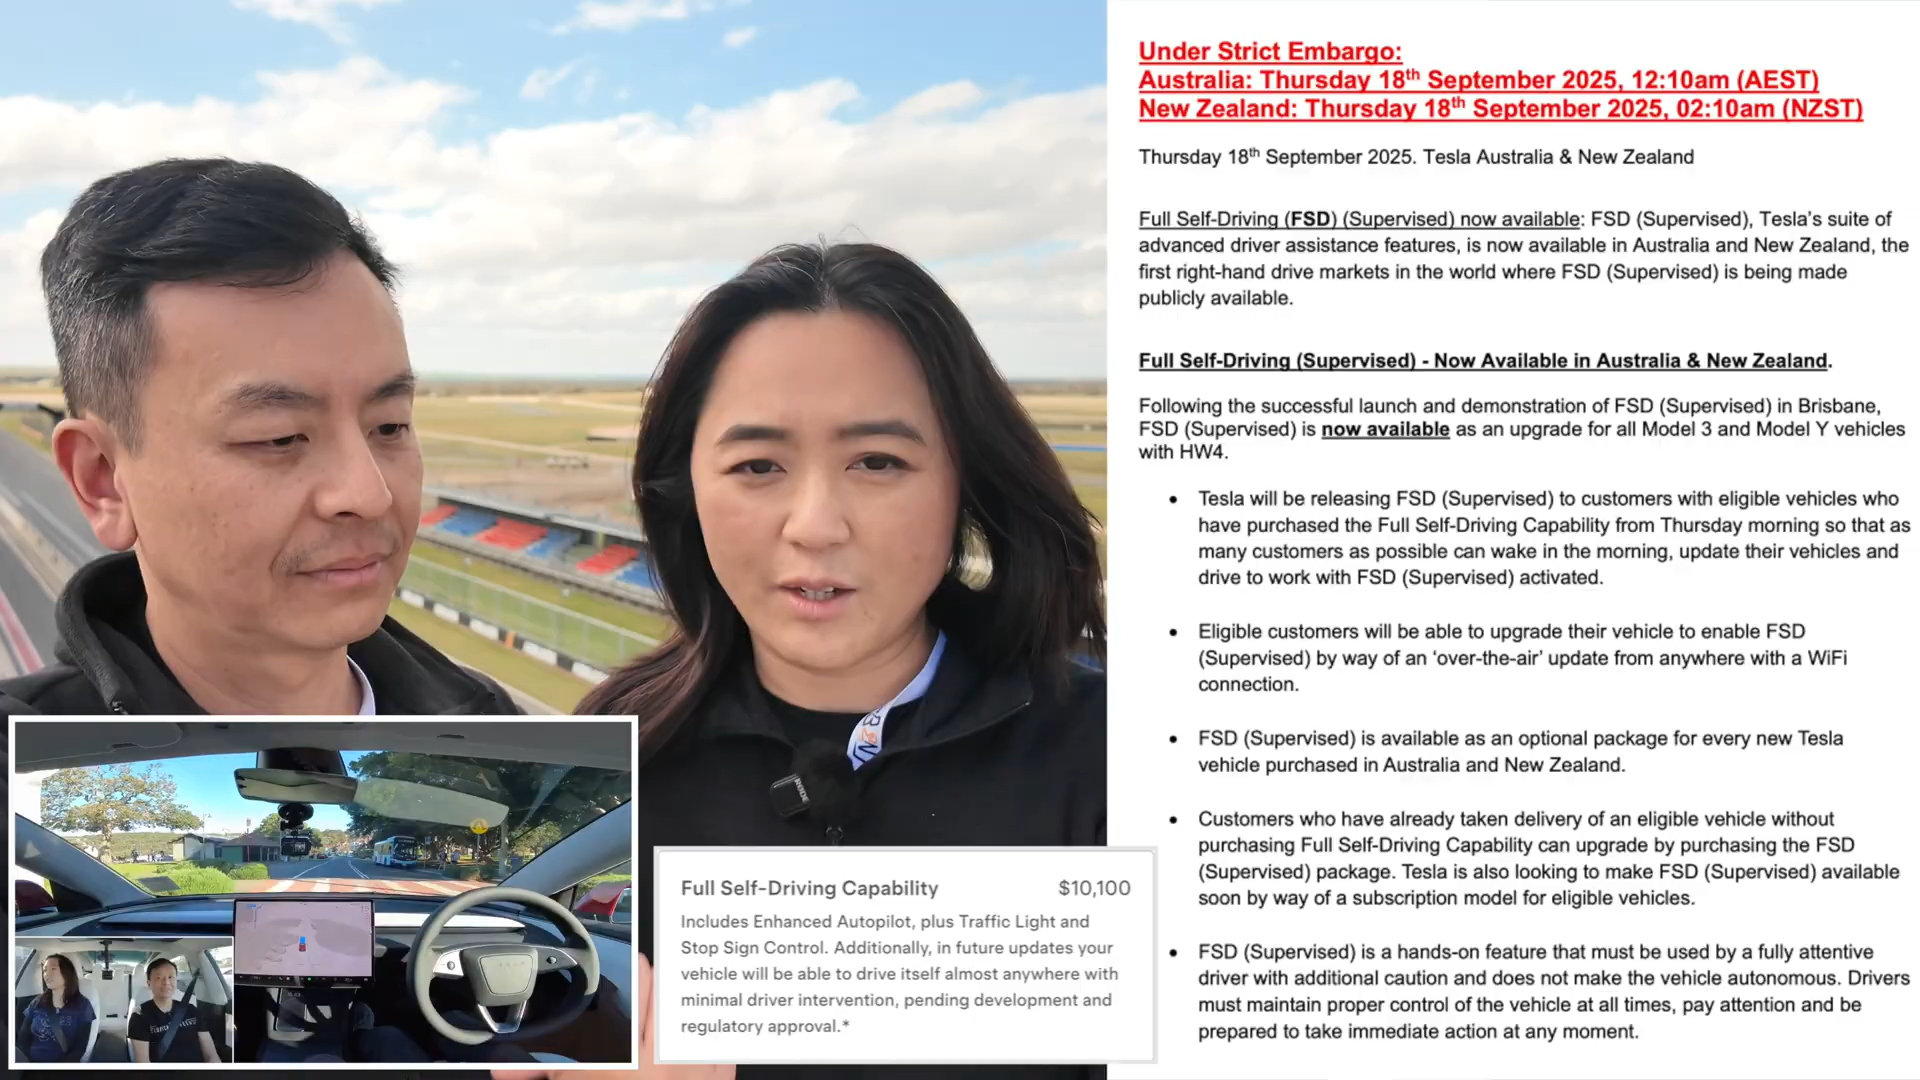 Under Strict Embargo:
Australia: Thursday 18th September 2025, 12:10am (AEST)
New Zealand: Thursday 18th September 2025, 02:10am (NZST)
Thursday 18th September 2025. Tesla Australia & New Zealand
Full Self-Driving (FSD) (Supervised) now available: FSD (Supervised), Tesla's suite of
advanced driver assistance features, is now available in Australia and New Zealand, the
first right-hand drive markets in the world where FSD (Supervised) is being made
publicly available.
Full Self-Driving (Supervised) - Now Available in Australia & New Zealand.
Following the successful launch and demonstration of FSD (Supervised) in Brisbane,
FSD (Supervised) is now available as an upgrade for all Model 3 and Model Y vehicles
with HW4.
• Tesla will be releasing FSD (Supervised) to customers with eligible vehicles who
have purchased the Full Self-Driving Capability from Thursday morning so that as
many customers as possible can wake in the morning, update their vehicles and
drive to work with FSD (Supervised) activated.
• Eligible customers will be able to upgrade their vehicle to enable FSD
(Supervised) by way of an ‘over-the-air’ update from anywhere with a WiFi
connection.
• FSD (Supervised) is available as an optional package for every new Tesla
vehicle purchased in Australia and New Zealand.
• Customers who have already taken delivery of an eligible vehicle without
purchasing Full Self-Driving Capability can upgrade by purchasing the FSD
(Supervised) package. Tesla is also looking to make FSD (Supervised) available
soon by way of a subscription model for eligible vehicles.
• FSD (Supervised) is a hands-on feature that must be used by a fully attentive
driver with additional caution and does not make the vehicle autonomous. Drivers
must maintain proper control of the vehicle at all times, pay attention and be
prepared to take immediate action at any moment.
Full Self-Driving Capability $10,100
Includes Enhanced Autopilot, plus Traffic Light and
Stop Sign Control. Additionally, in future updates your
vehicle will be able to drive itself almost anywhere with
minimal driver intervention, pending development and
regulatory approval.*